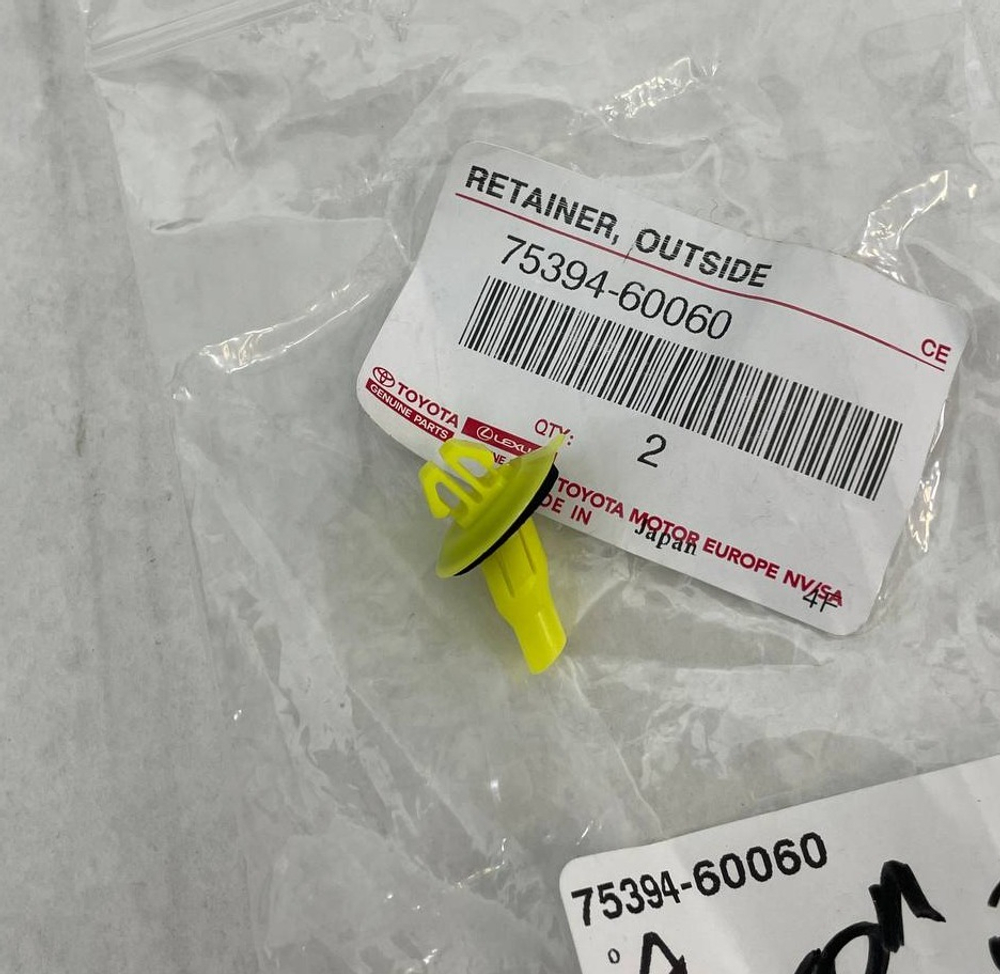 RETAINER, OUTSIDE
75394-60060
CE
TOYOTA
GENUINE PARTS
QTY: 2
TOYOTA MOTOR EUROPE NV/SA
IN Japan
4F
75394-60060